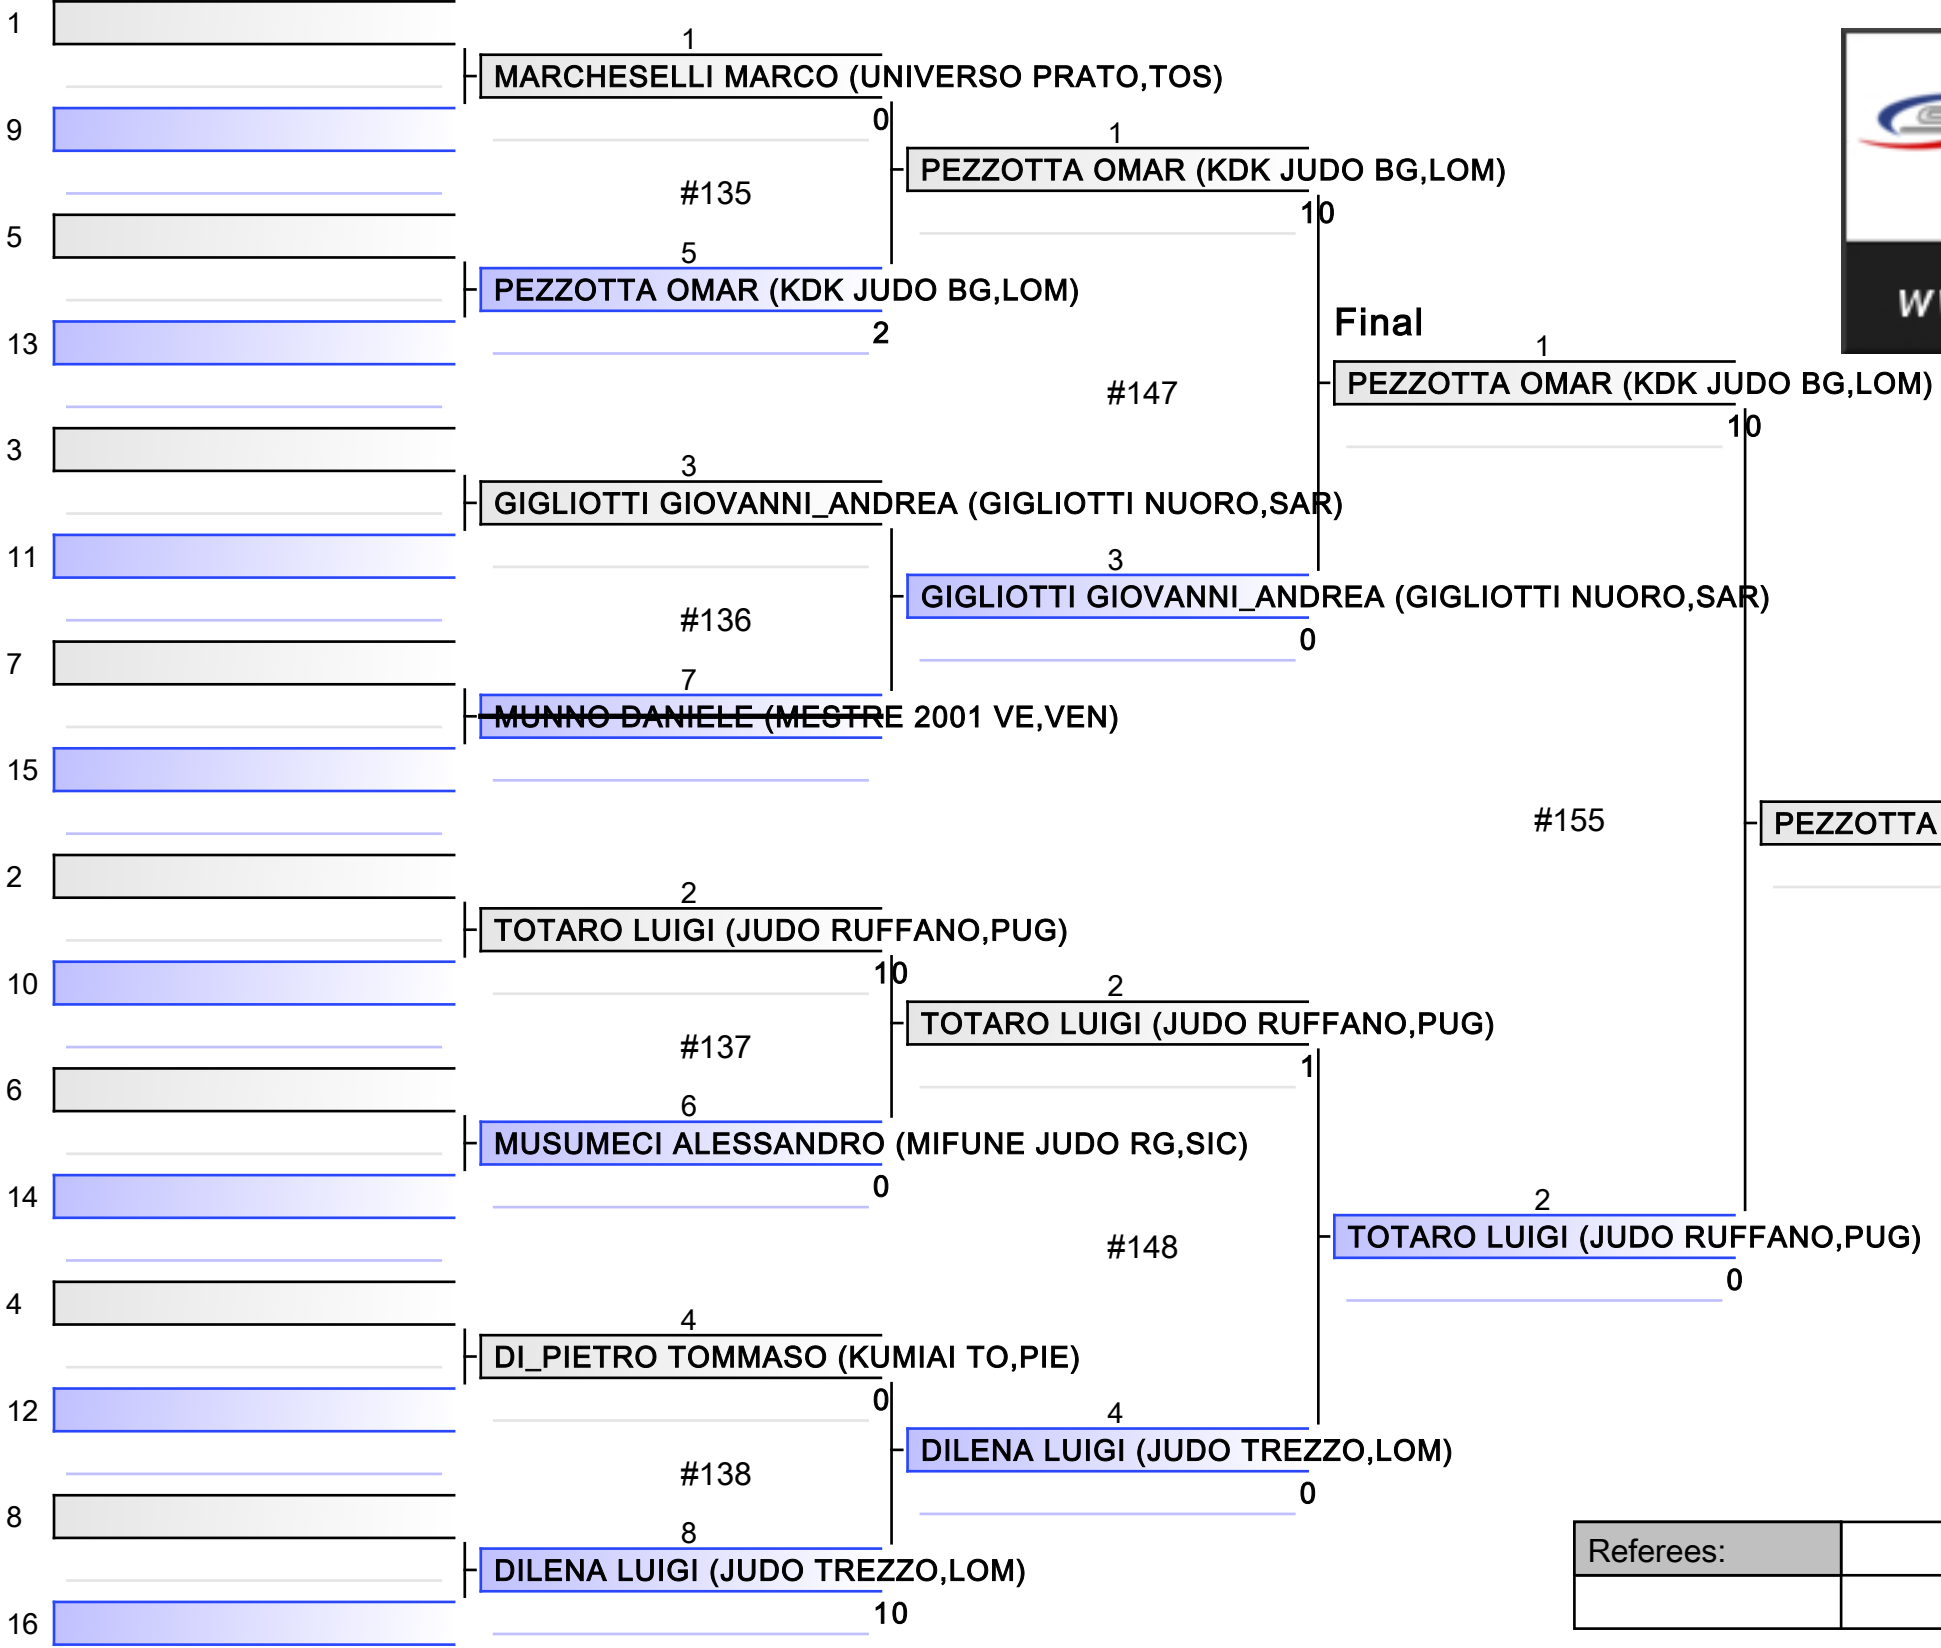 1
1
MARCHESELLI MARCO (UNIVERSO PRATO,TOS)
0
9
1
PEZZOTTA OMAR (KDK JUDO BG,LOM)
#135
10
5
5
PEZZOTTA OMAR (KDK JUDO BG,LOM)
2
13
Final
1
PEZZOTTA OMAR (KDK JUDO BG,LOM)
#147
10
3
3
GIGLIOTTI GIOVANNI_ANDREA (GIGLIOTTI NUORO,SAR)
11
3
GIGLIOTTI GIOVANNI_ANDREA (GIGLIOTTI NUORO,SAR)
#136
0
7
7
MUNNO DANIELE (MESTRE 2001 VE,VEN)
15
#155
PEZZOTTA
2
2
TOTARO LUIGI (JUDO RUFFANO,PUG)
10
10
2
TOTARO LUIGI (JUDO RUFFANO,PUG)
#137
1
6
6
MUSUMECI ALESSANDRO (MIFUNE JUDO RG,SIC)
0
14
2
TOTARO LUIGI (JUDO RUFFANO,PUG)
#148
0
4
4
DI_PIETRO TOMMASO (KUMIAI TO,PIE)
0
12
4
DILENA LUIGI (JUDO TREZZO,LOM)
#138
0
8
8
DILENA LUIGI (JUDO TREZZO,LOM)
10
16
Referees: